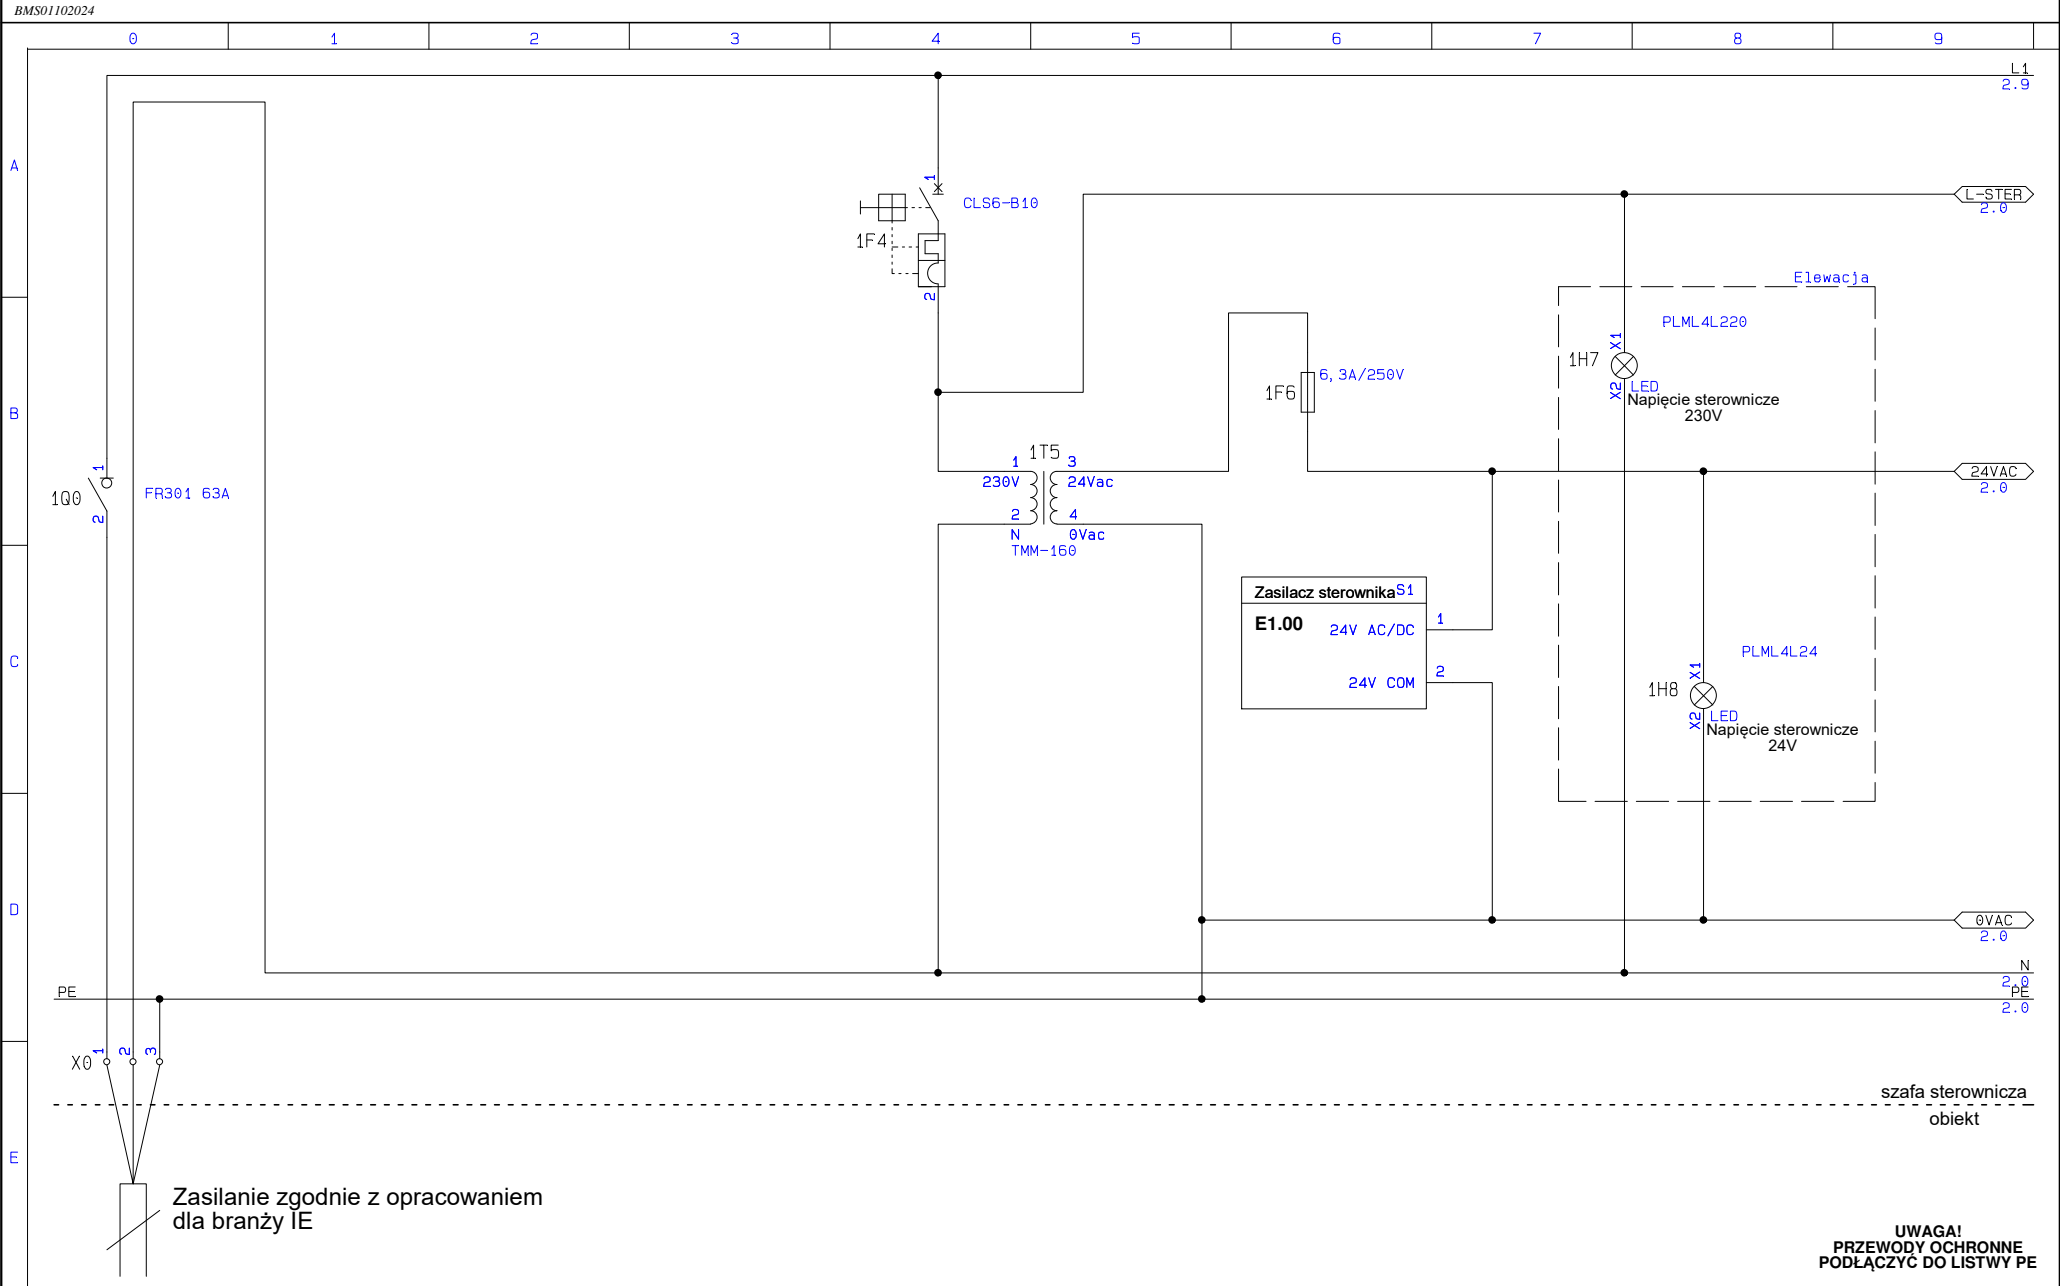 BMS01102024
0 1 2 3 4 5 6 7 8 9
L1
2.9
A
1
CLS6-B10
L-STER
2.0
1F4
2
Elewacja
PLML4L220
X1
1H7
6,3A/250V
X2 LED
1F6
Napięcie sterownicze
230V
B
1T5
1 3
230V 24Vac
24VAC
2.0
1
1Q0
FR301 63A
2
2 4
N 0Vac
TMM-160
Zasilacz sterownika S1
E1.00
24V AC/DC 1
C
PLML4L24
24V COM 2
X1
1H8
X2 LED
Napięcie sterownicze
24V
D
0VAC
2.0
N
2.0
PE
PE
2.0
X0 1 2 3
szafa sterownicza
obiekt
E
Zasilanie zgodnie z opracowaniem
dla branży IE
UWAGA!
PRZEWODY OCHRONNE
PODŁĄCZYĆ DO LISTWY PE